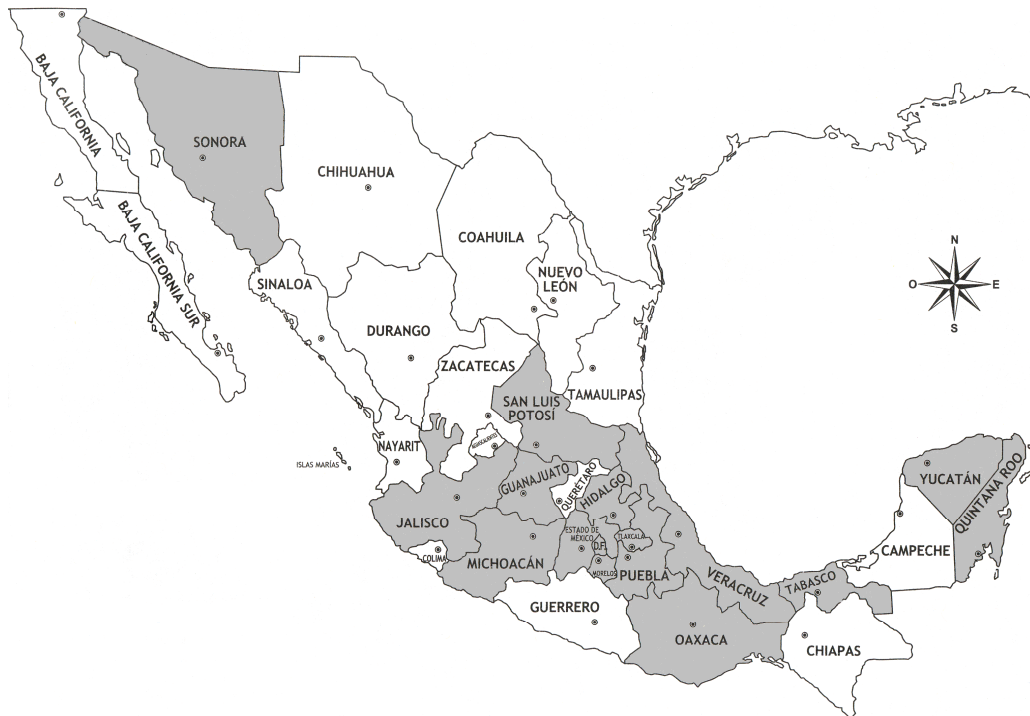 BAJA CALIFORNIA
SONORA
CHIHUAHUA
COAHUILA
BAJA CALIFORNIA SUR
SINALOA
NUEVO
LEÓN
DURANGO
ZACATECAS
TAMAULIPAS
SAN LUIS
POTOSÍ
NAYARIT
AGUASCALIENTES
ISLAS MARÍAS
GUANAJUATO
QUERÉTARO
HIDALGO
JALISCO
COLIMA
MICHOACÁN
ESTADO DE
MÉXICO
D.F.
TLAXCALA
MORELOS
PUEBLA
VERACRUZ
GUERRERO
OAXACA
TABASCO
CHIAPAS
CAMPECHE
YUCATÁN
QUINTANA ROO
N
O
E
S